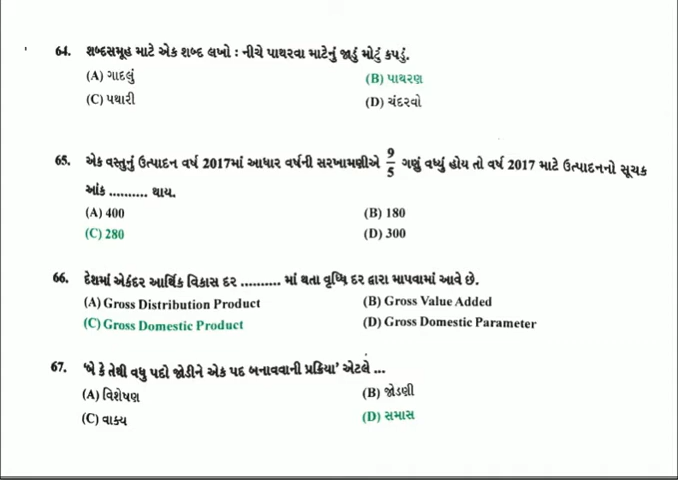 64. શબ્દસમૂહ માટે એક શબ્દ લખો : નીચે પાથરવા માટેનું જાડું મોટું કપડું.
(A) ગાદલું (B) પાથરણ
(C) પથારી (D) ચંદરવો
65. એક વસ્તુનું ઉત્પાદન વર્ષ 2017માં આધાર વર્ષની સરખામણીએ 9/5 ગણું વધ્યું હોય તો વર્ષ 2017 માટે ઉત્પાદનનો સૂચક
આંક .......... થાય.
(A) 400 (B) 180
(C) 280 (D) 300
66. દેશમાં એકંદર આર્થિક વિકાસ દર .......... માં થતા વૃદ્ધિ દર દ્વારા માપવામાં આવે છે.
(A) Gross Distribution Product (B) Gross Value Added
(C) Gross Domestic Product (D) Gross Domestic Parameter
67. 'બે કે તેથી વધુ પદો જોડીને એક પદ બનાવવાની પ્રક્રિયા' એટલે ...
(A) વિશેષણ (B) જોડણી
(C) વાક્ય (D) સમાસ